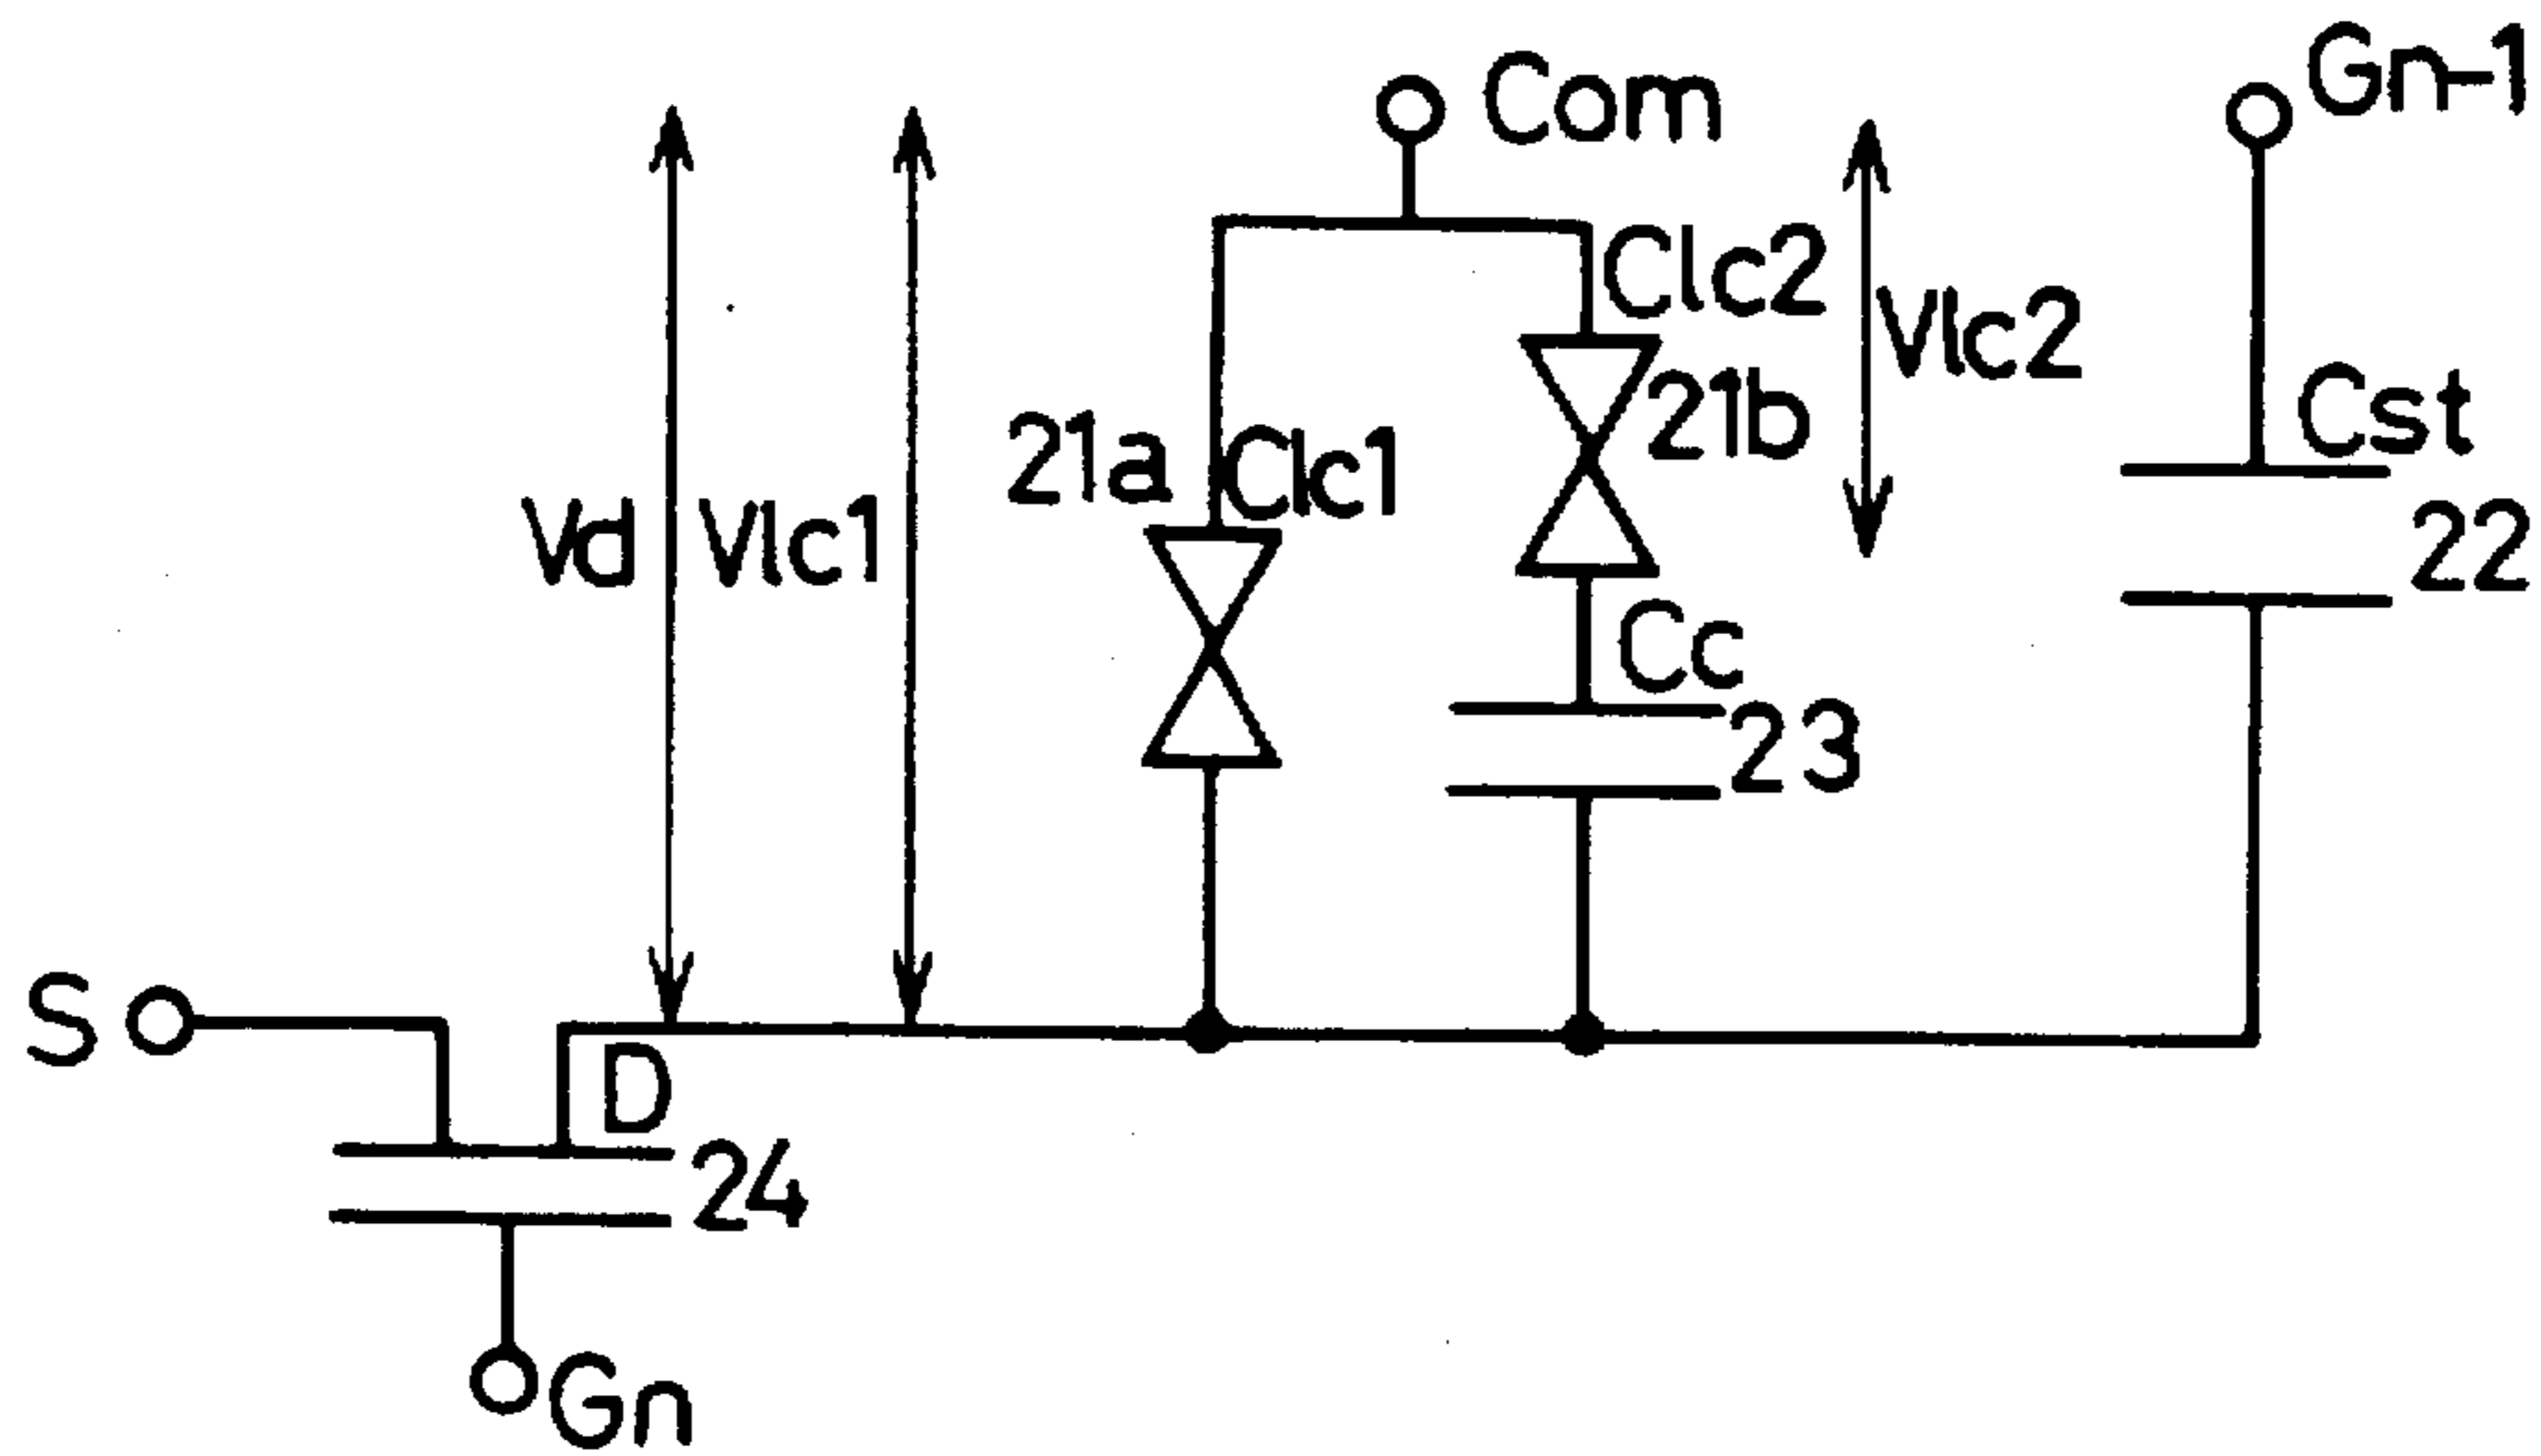 Com
Gn-1
Clc2
Vlc2
21b
Cst
21a
Clc1
Vd
Vlc1
22
Cc
23
S
D
24
Gn